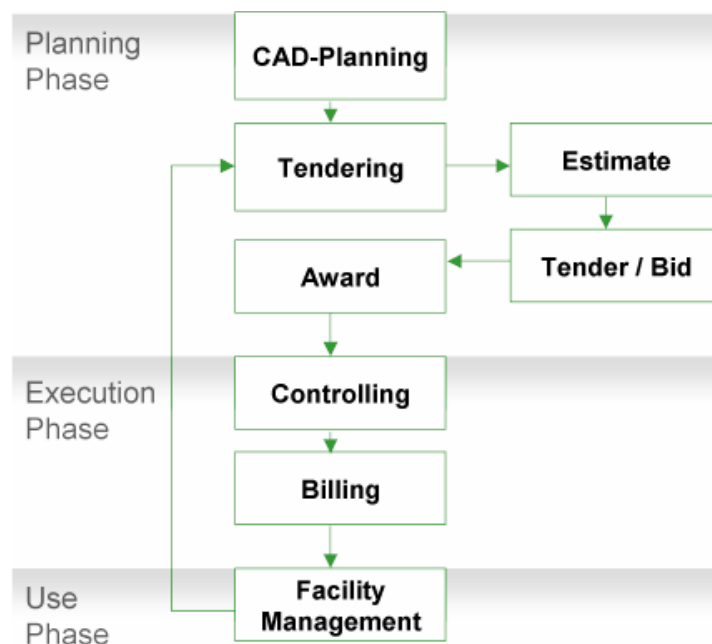 Planning
Phase
CAD-Planning
Tendering
Estimate
Tender / Bid
Award
Execution
Phase
Controlling
Billing
Use
Phase
Facility
Management